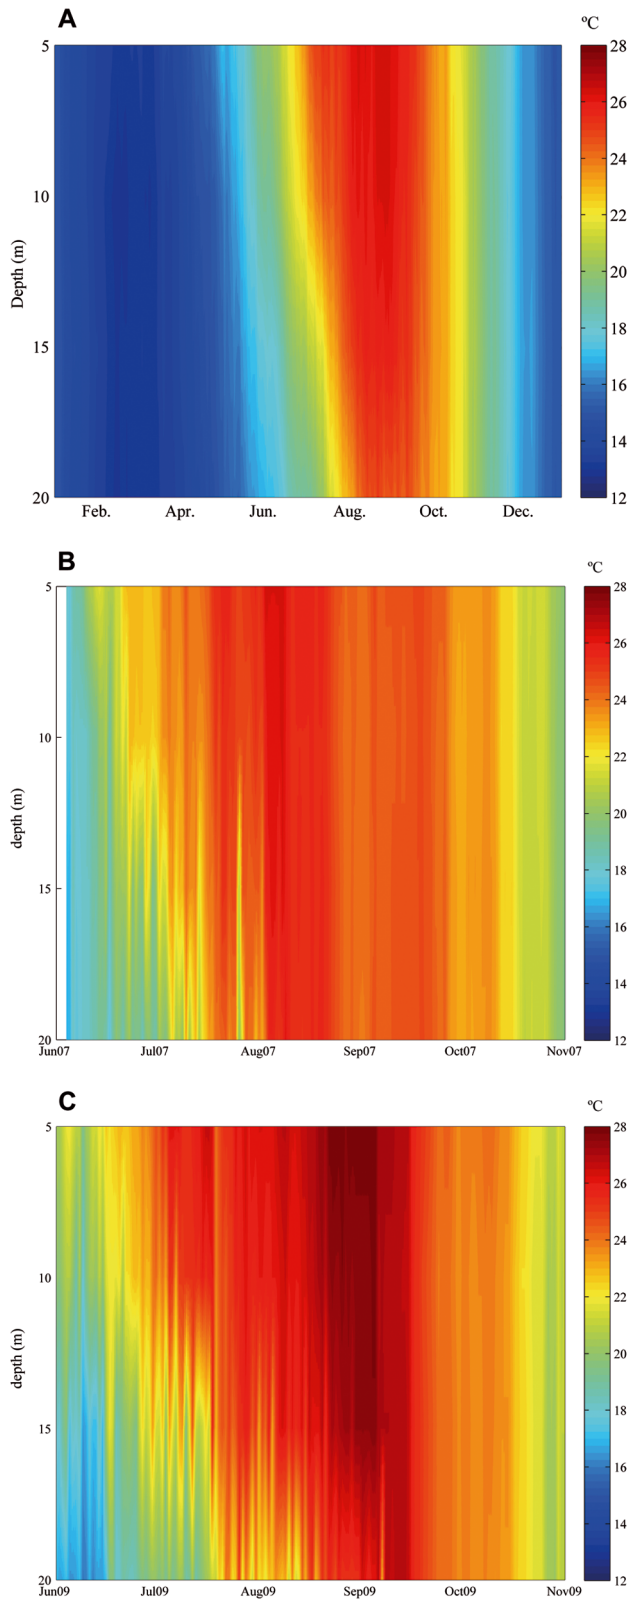 A
ºC
5
10
15
20
Depth (m)
Feb.
Apr.
Jun.
Aug.
Oct.
Dec.
28
26
24
22
20
18
16
14
12
B
ºC
5
10
15
20
depth (m)
Jun07
Jul07
Aug07
Sep07
Oct07
Nov07
28
26
24
22
20
18
16
14
12
C
ºC
5
10
15
20
depth (m)
Jun09
Jul09
Aug09
Sep09
Oct09
Nov09
28
26
24
22
20
18
16
14
12